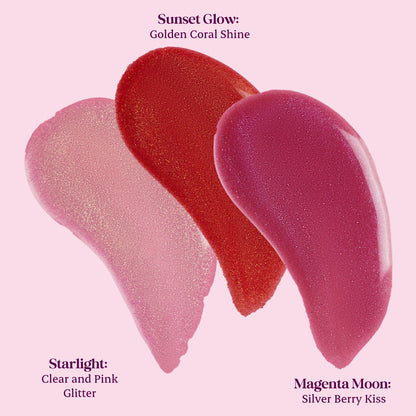 Sunset Glow:
Golden Coral Shine
Starlight:
Clear and Pink
Glitter
Magenta Moon:
Silver Berry Kiss